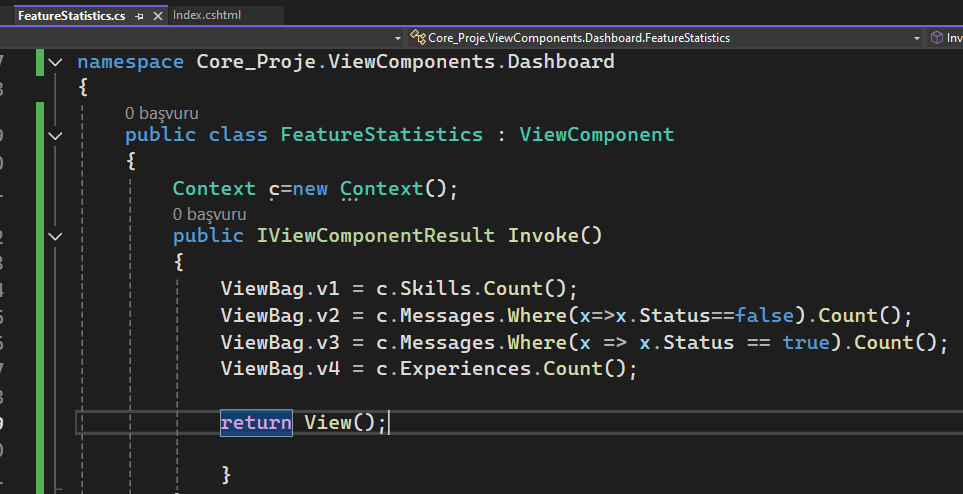 FeatureStatistics.cs Index.cshtml
Core_Proje.ViewComponents.Dashboard.FeatureStatistics Inv
namespace Core_Proje.ViewComponents.Dashboard
{
0 başvuru
public class FeatureStatistics : ViewComponent
{
Context c=new Context();
0 başvuru
public IViewComponentResult Invoke()
{
ViewBag.v1 = c.Skills.Count();
ViewBag.v2 = c.Messages.Where(x=>x.Status==false).Count();
ViewBag.v3 = c.Messages.Where(x => x.Status == true).Count();
ViewBag.v4 = c.Experiences.Count();
return View();
}